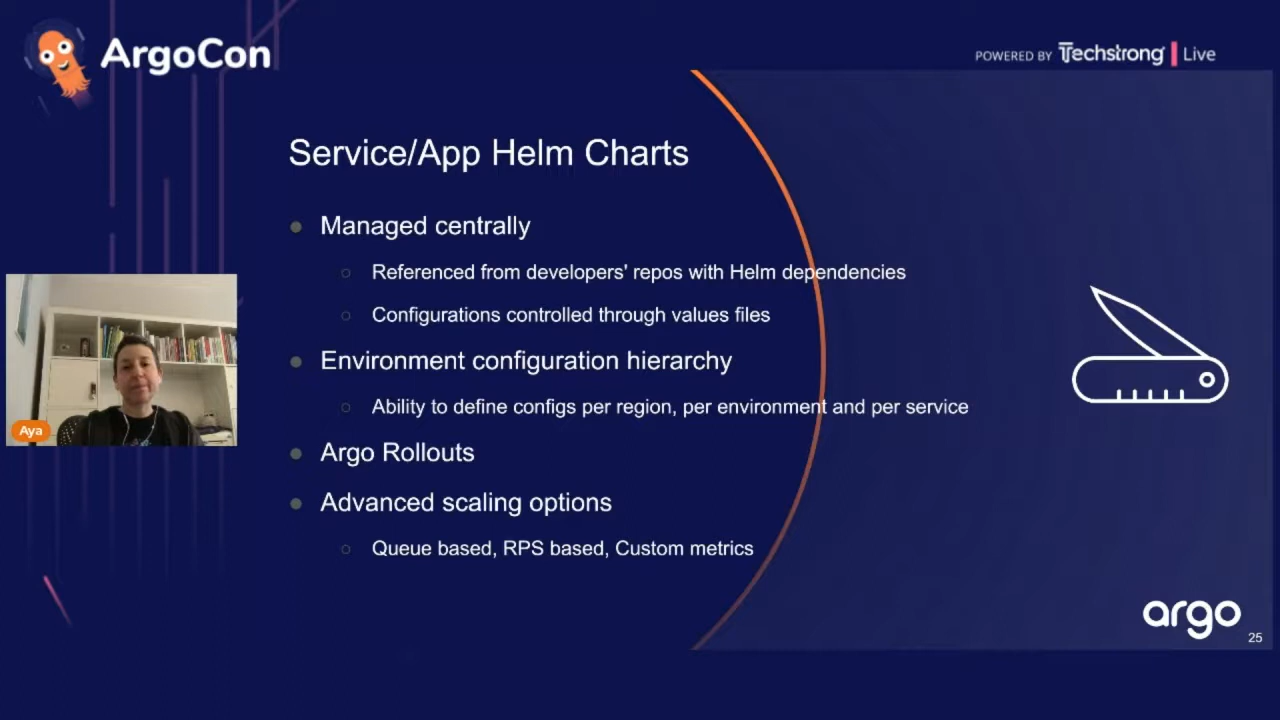 ArgoCon
POWERED BY Techstrong | Live
Service/App Helm Charts
Managed centrally
Referenced from developers' repos with Helm dependencies
Configurations controlled through values files
Environment configuration hierarchy
Ability to define configs per region, per environment and per service
Aya
Argo Rollouts
Advanced scaling options
Queue based, RPS based, Custom metrics
argo
25